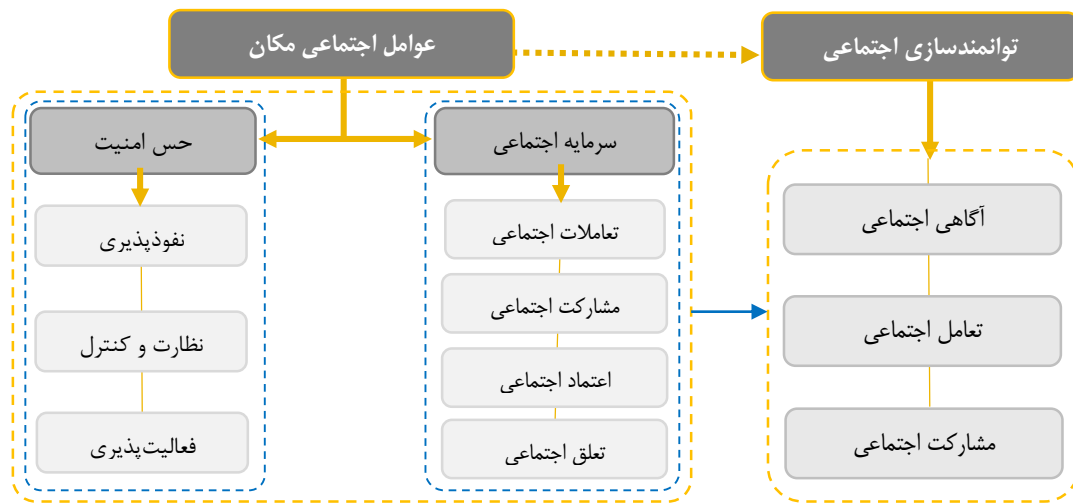 توانمندسازی اجتماعی
عوامل اجتماعی مکان
سرمایه اجتماعی
حس امنیت
آگاهی اجتماعی
تعامل اجتماعی
مشارکت اجتماعی
تعاملات اجتماعی
مشارکت اجتماعی
اعتماد اجتماعی
تعلق اجتماعی
نفوذپذیری
نظارت و کنترل
فعالیت‌پذیری